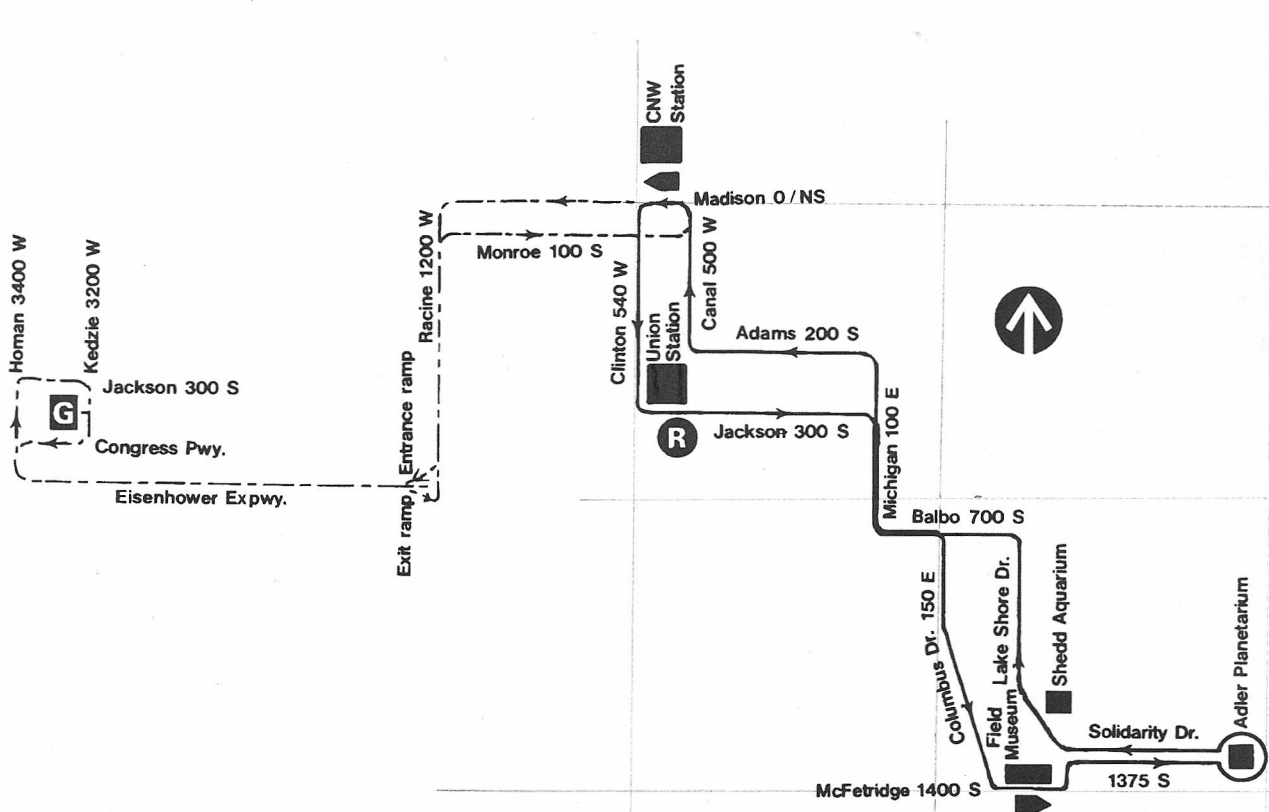 CNW
Station
Madison 0/NS
Monroe 100 S
Homan 3400 W
Kedzie 3200 W
Racine 1200 W
Clinton 540 W
Canal 500 W
Union
Station
Adams 200 S
Jackson 300 S
G
Congress Pwy.
Eisenhower Expwy.
Exit ramp, Entrance ramp
R
Jackson 300 S
Michigan 100 E
Balbo 700 S
Columbus Dr. 150 E
Lake Shore Dr.
Shedd Aquarium
Field
Museum
Adler Planetarium
Solidarity Dr.
1375 S
McFetridge 1400 S